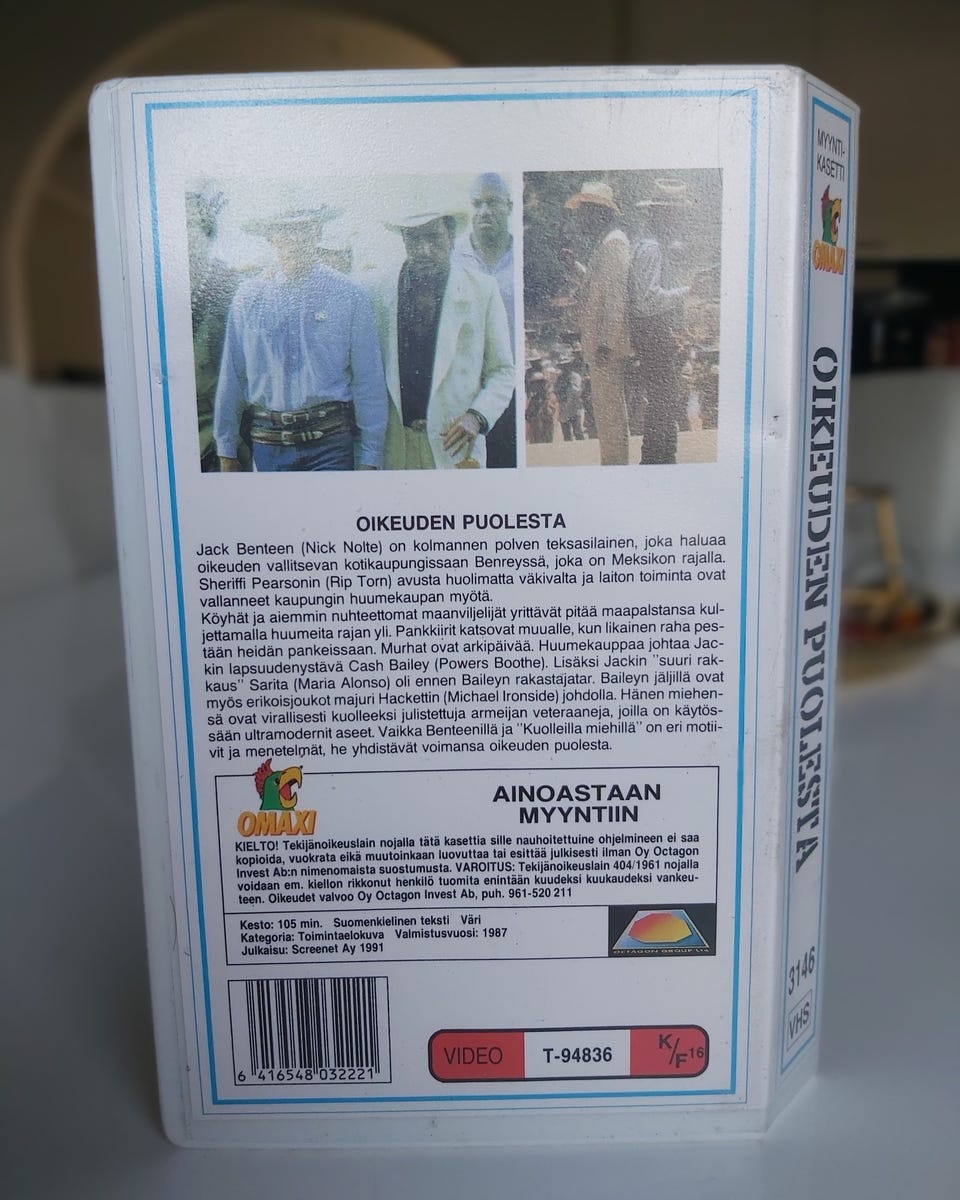 OIKEUDEN PUOLESTA
Jack Benteen (Nick Nolte) on kolmannen polven teksasilainen, joka haluaa
oikeuden vallitsevan kotikaupungissaan Benreyssä, joka on Meksikon rajalla.
Sheriffi Pearsonin (Rip Torn) avusta huolimatta väkivalta ja laiton toiminta ovat
vallanneet kaupungin huumekaupan myötä.
Köyhät ja aiemmin nuhteettomat maanviljelijät yrittävät pitää maapalstansa kul-
jettamalla huumeita rajan yli. Pankkiirit katsovat muualle, kun likainen raha pes-
tään heidän pankeissaan. Murhat ovat arkipäivää. Huumekauppaa johtaa Jac-
kin lapsuudenystävä Cash Bailey (Powers Boothe). Lisäksi Jackin "suuri rak-
kaus" Sarita (Maria Alonso) oli ennen Baileyn rakastajatar. Baileyn jäljillä ovat
myös erikoisjoukot majuri Hackettin (Michael Ironside) johdolla. Hänen miehen-
sä ovat virallisesti kuolleeksi julistettuja armeijan veteraaneja, joilla on käytös-
sään ultramodernit aseet. Vaikka Benteenillä ja "Kuolleilla miehillä" on eri motii-
vit ja menetelmät, he yhdistävät voimansa oikeuden puolesta.
OMAXI
AINOASTAAN
MYYNTIIN
KIELTO! Tekijänoikeuslain nojalla tätä kasettia sille nauhoitettuine ohjelmineen ei saa
kopioida, vuokrata eikä muutoinkaan luovuttaa tai esittää julkisesti ilman Oy Octagon
Invest Ab:n nimenomaista suostumusta. VAROITUS: Tekijänoikeuslain 404/1961 nojalla
voidaan em. kiellon rikkonut henkilö tuomita enintään kuudeksi kuukaudeksi vankeu-
teen. Oikeudet valvoo Oy Octagon Invest Ab, puh. 961-520 211
Kesto: 105 min. Suomenkielinen teksti Väri
Kategoria: Toimintaelokuva Valmistusvuosi: 1987
Julkaisu: Screenet Ay 1991
OCTAGON GROUP LTD
6 416548 032221
VIDEO T-94836 K/F16
MYYNTI-
KASETTI
OMAXI
OIKEUIDEN PUOLESTA
3146
VHS